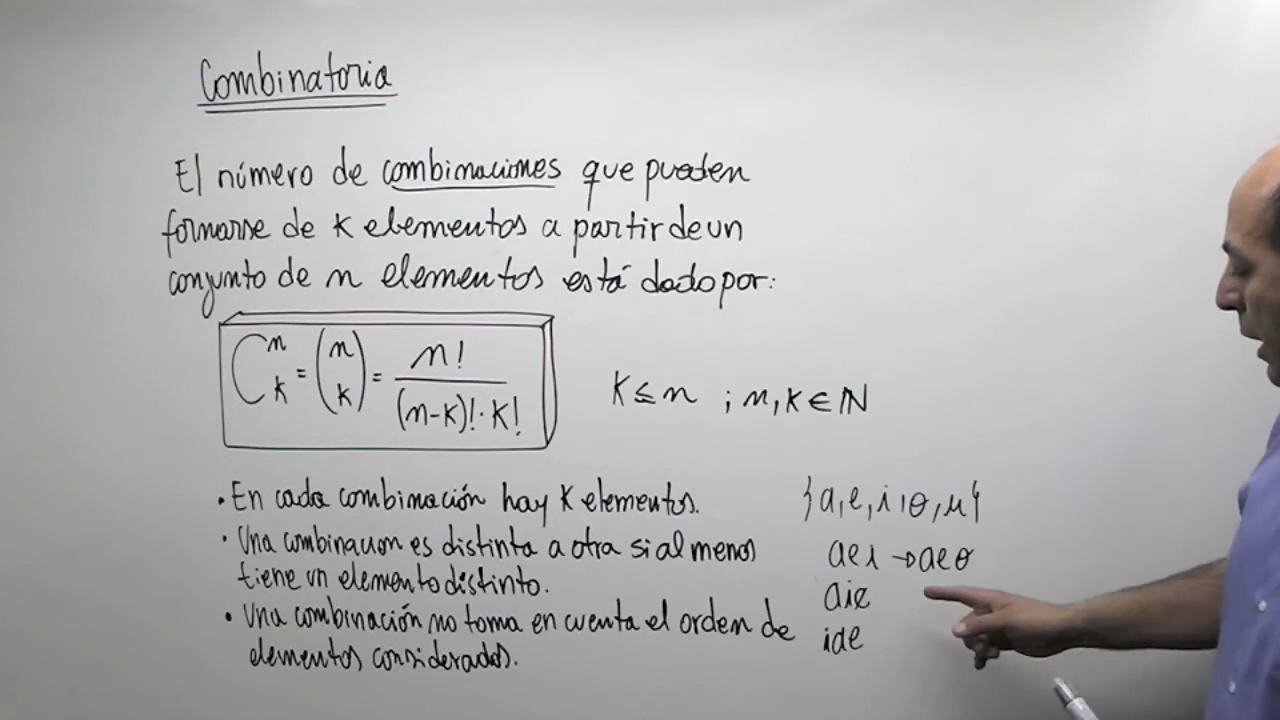 Combinatoria
El número de combinaciones que pueden
formarse de k elementos a partir de un
conjunto de n elementos está dado por:
C^n_k = (n k) = n! / (n-k)!·k!
k≤n ; n,k∈ℕ
• En cada combinación hay k elementos.
• Una combinacion es distinta a otra si al menos
tiene un elemento distinto.
• Una combinación no toma en cuenta el orden de
elementos considerados.
{a,e,i,o,u}
aei → aeo
aie
iae